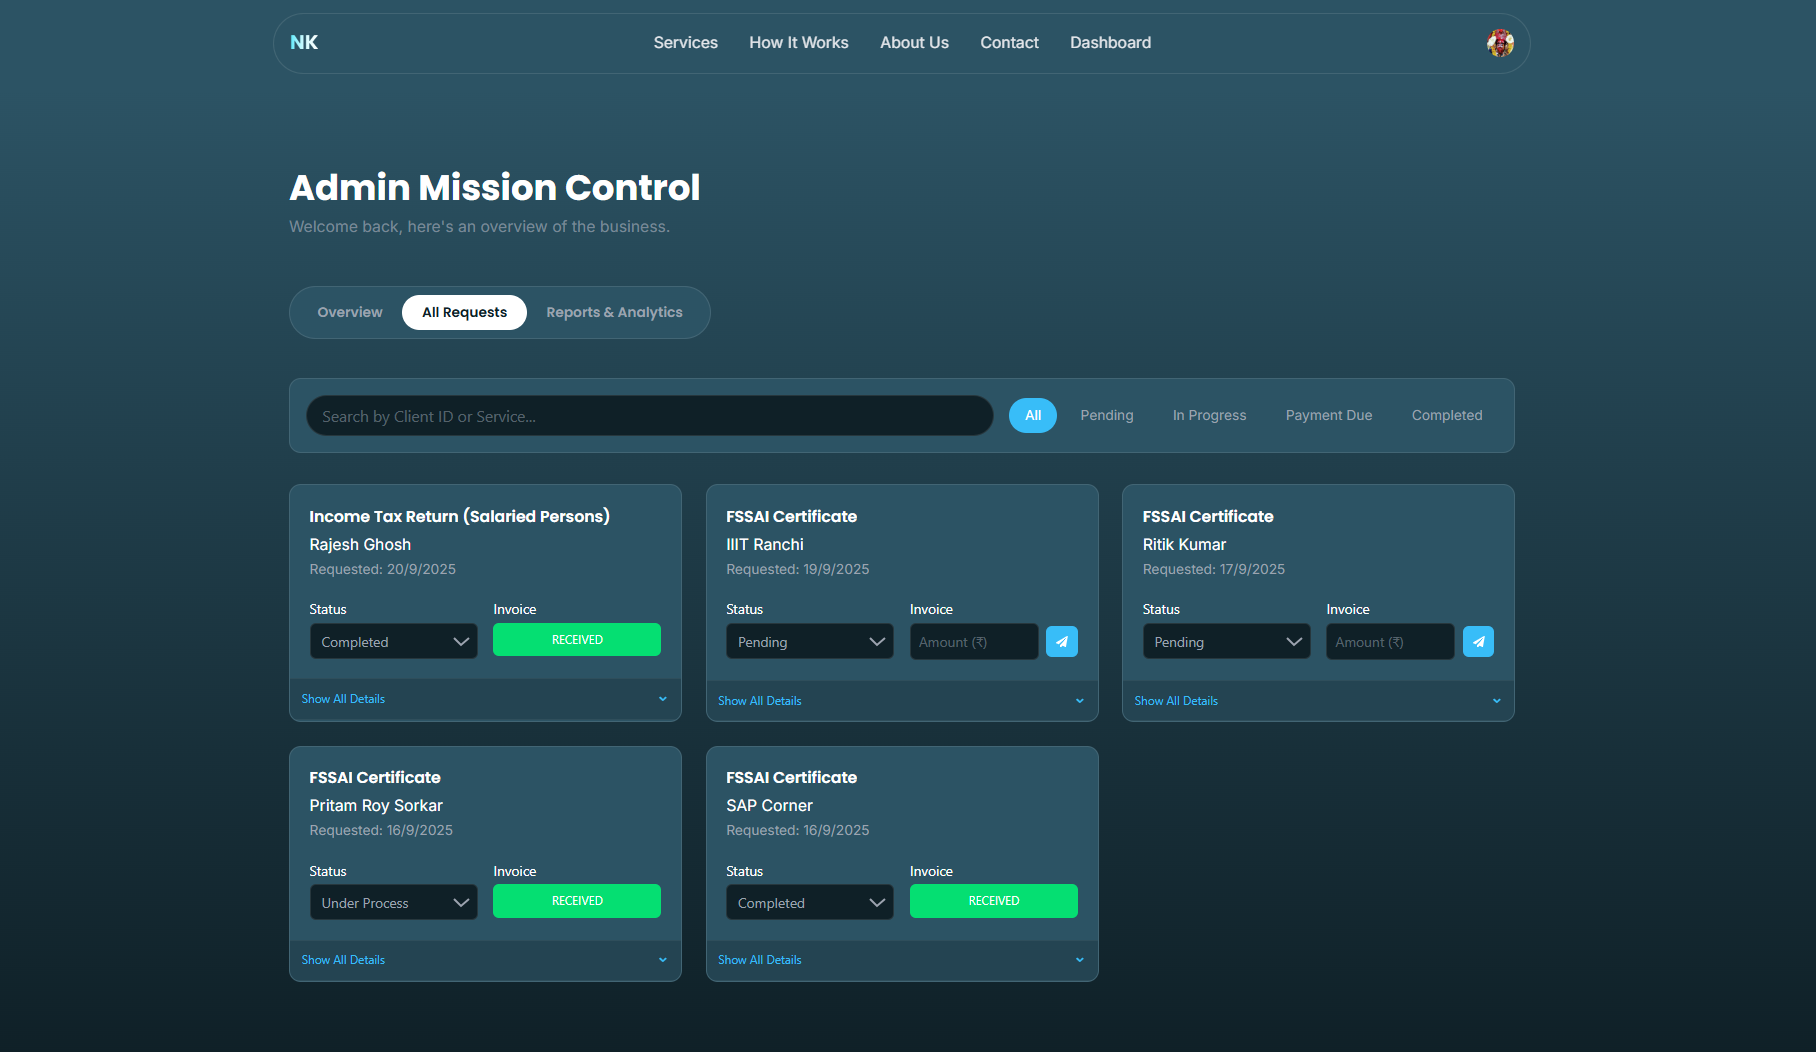 NK
Services How It Works About Us Contact Dashboard
Admin Mission Control
Welcome back, here's an overview of the business.
Overview All Requests Reports & Analytics
Search by Client ID or Service... All Pending In Progress Payment Due Completed
Income Tax Return (Salaried Persons)
Rajesh Ghosh
Requested: 20/9/2025
Status Invoice
Completed RECEIVED
Show All Details
FSSAI Certificate
IIIT Ranchi
Requested: 19/9/2025
Status Invoice
Pending Amount (₹)
Show All Details
FSSAI Certificate
Ritik Kumar
Requested: 17/9/2025
Status Invoice
Pending Amount (₹)
Show All Details
FSSAI Certificate
Pritam Roy Sorkar
Requested: 16/9/2025
Status Invoice
Under Process RECEIVED
Show All Details
FSSAI Certificate
SAP Corner
Requested: 16/9/2025
Status Invoice
Completed RECEIVED
Show All Details